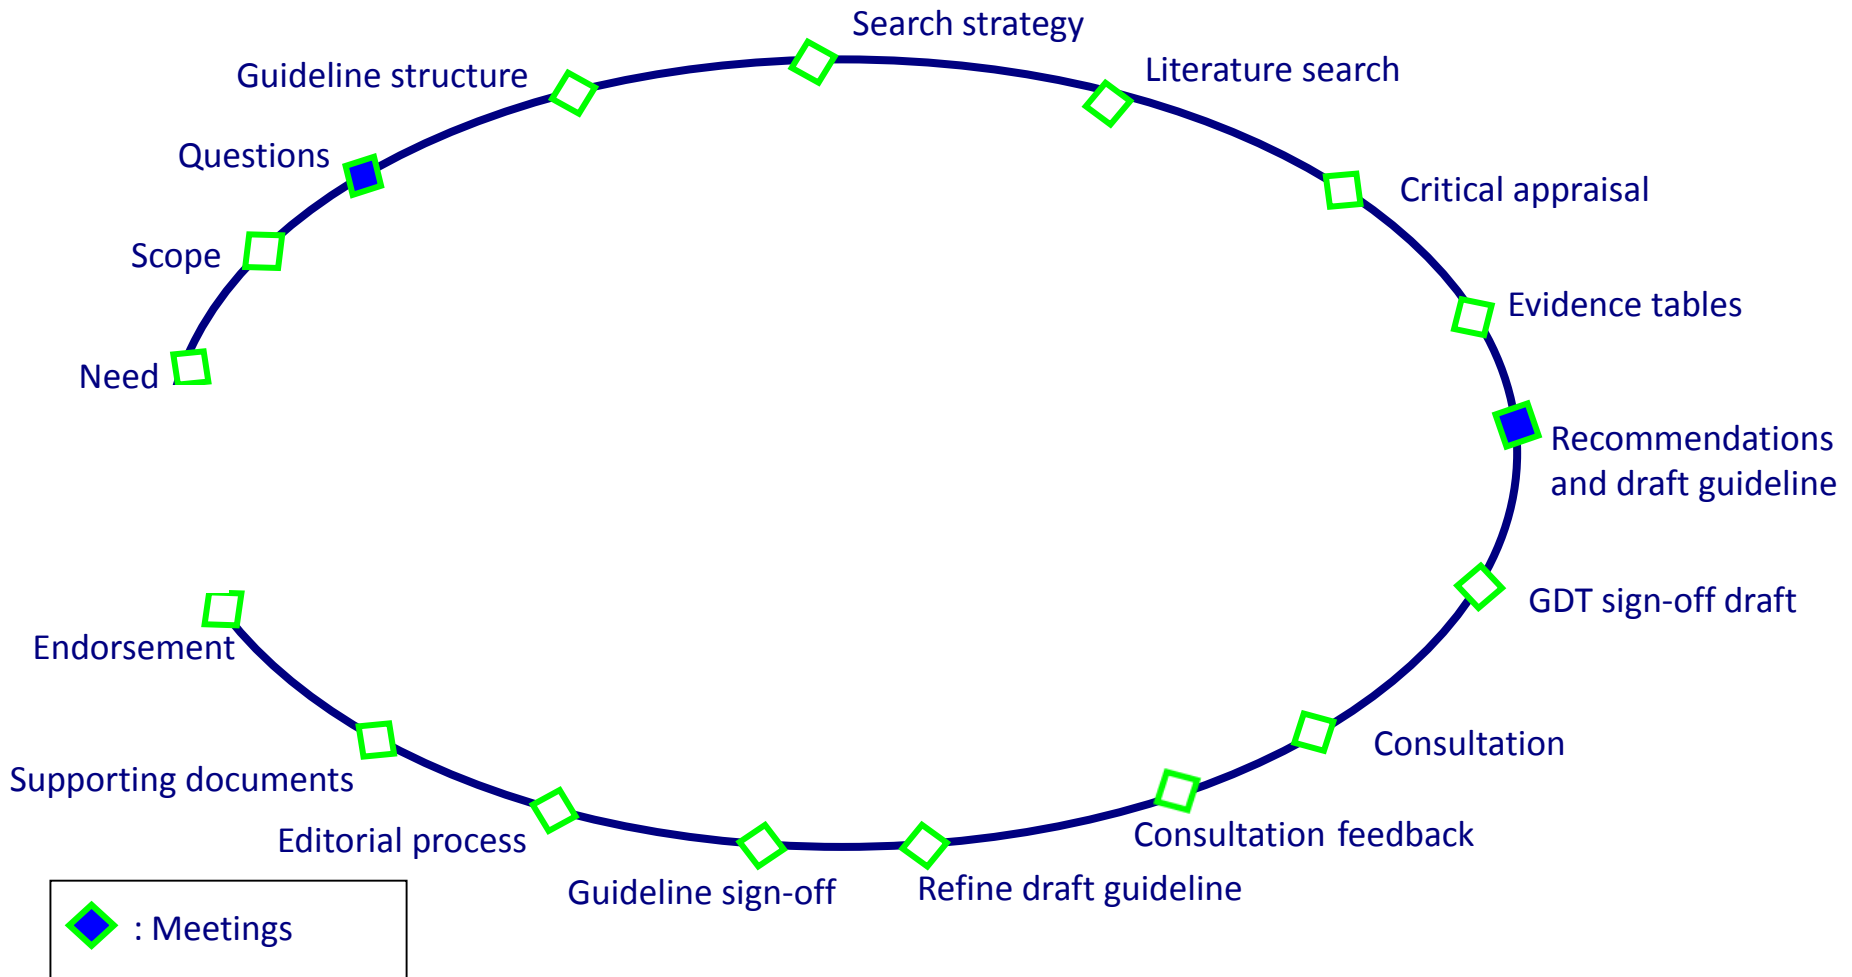 Search strategy
Guideline structure
Literature search
Questions
Critical appraisal
Scope
Evidence tables
Need
Recommendations
and draft guideline
GDT sign-off draft
Endorsement
Consultation
Supporting documents
Consultation feedback
Editorial process
Refine draft guideline
Guideline sign-off
: Meetings